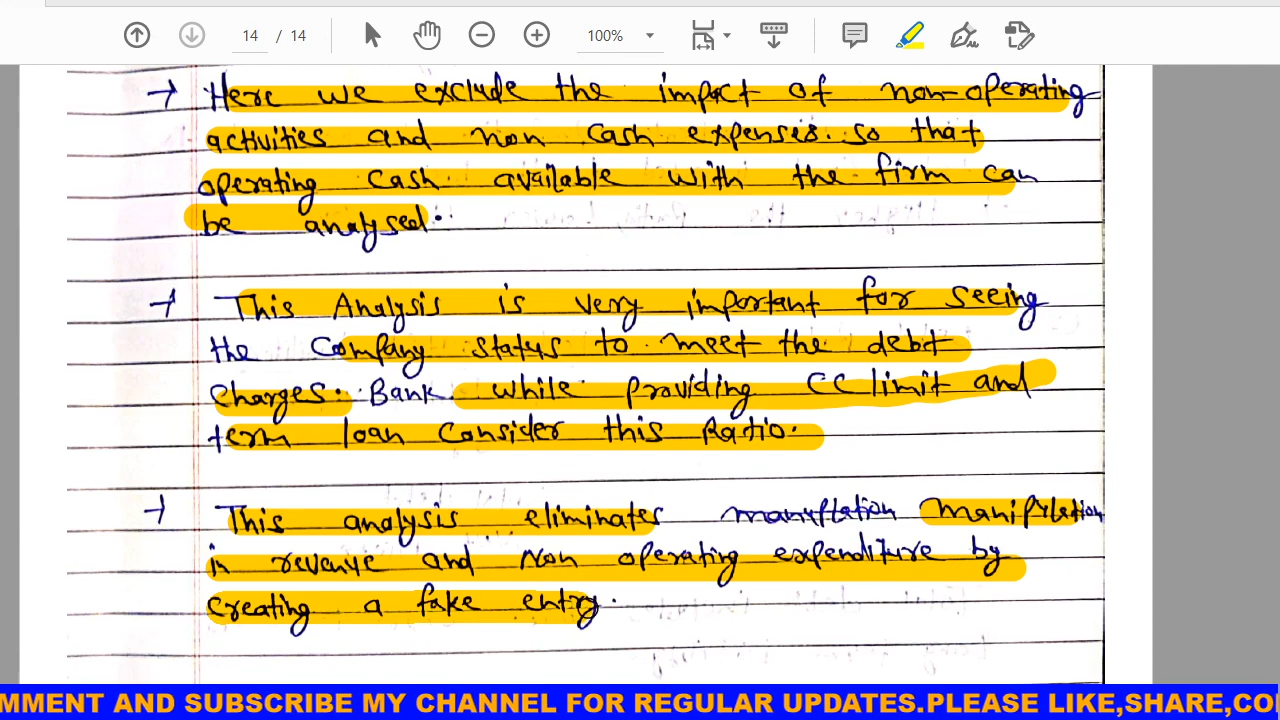 14 / 14
100%
→ Here we exclude the impact of non-operating
activities and non cash expenses. so that
operating cash available with the firm can
be analysed.
→ This Analysis is very important for seeing
the Company status to meet the debt
charges. Bank while providing CC limit and
term loan consider this Ratio.
→ This analysis eliminates
in revenue and Non operating expenditure by
creating a fake entry.
MMENT AND SUBSCRIBE MY CHANNEL FOR REGULAR UPDATES.PLEASE LIKE,SHARE,CO